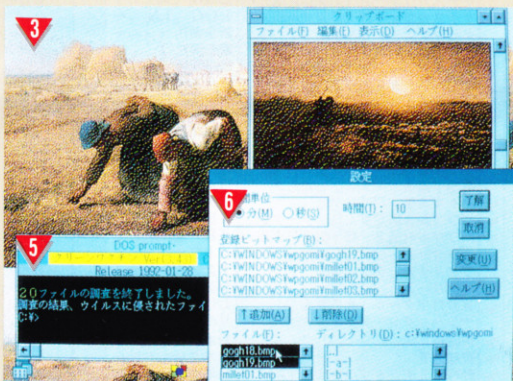 3
クリップボード
ファイル(F) 編集(E) 表示(D) ヘルプ(H)
5
DOS prompt
Ver1.4
Release 1992-01-28
20ファイルの調査を終了しました。
調査の結果、ウイルスに侵されたファイ
C:¥>
6
設定
単位
分(M) 秒(S)
時間(T): 10
了解
取消
変更(U)
ヘルプ(H)
登録ビットマップ(B):
C:¥WINDOWS¥wpgomi¥gogh19.bmp
C:¥WINDOWS¥wpgomi¥millet01.bmp
C:¥WINDOWS¥wpgomi¥millet02.bmp
C:¥WINDOWS¥wpgomi¥millet03.bmp
↑追加(A) ↓削除(D)
ファイル(F): ディレクトリ(D): c:¥windows¥wpgomi
gogh18.bmp
gogh19.bmp
millet01.bmp
[..]
[-a-]
[-b-]